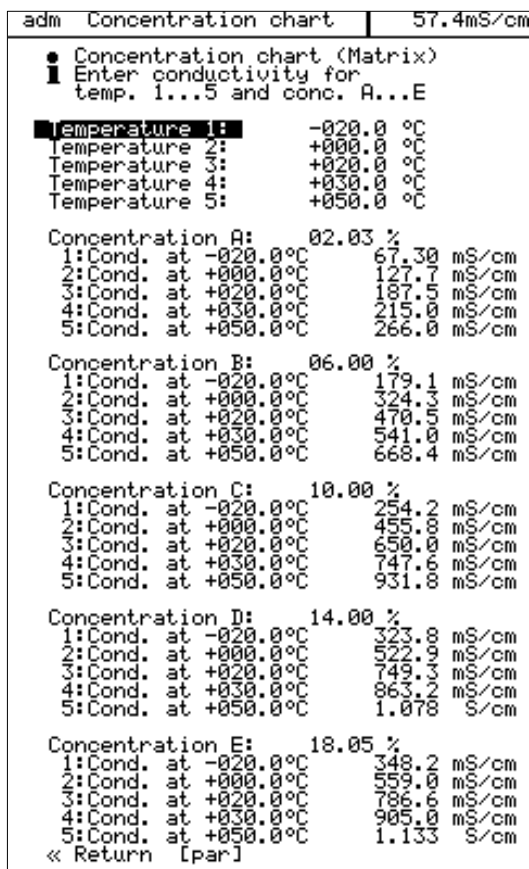 adm Concentration chart 57.4mS/cm
Concentration chart (Matrix)
Enter conductivity for
temp. 1...5 and conc. A...E
Temperature 1: -020.0 °C
Temperature 2: +000.0 °C
Temperature 3: +020.0 °C
Temperature 4: +030.0 °C
Temperature 5: +050.0 °C
Concentration A: 02.03 %
1:Cond. at -020.0°C 67.30 mS/cm
2:Cond. at +000.0°C 127.7 mS/cm
3:Cond. at +020.0°C 187.5 mS/cm
4:Cond. at +030.0°C 215.0 mS/cm
5:Cond. at +050.0°C 266.0 mS/cm
Concentration B: 06.00 %
1:Cond. at -020.0°C 179.1 mS/cm
2:Cond. at +000.0°C 324.3 mS/cm
3:Cond. at +020.0°C 470.5 mS/cm
4:Cond. at +030.0°C 541.0 mS/cm
5:Cond. at +050.0°C 668.4 mS/cm
Concentration C: 10.00 %
1:Cond. at -020.0°C 254.2 mS/cm
2:Cond. at +000.0°C 455.8 mS/cm
3:Cond. at +020.0°C 650.0 mS/cm
4:Cond. at +030.0°C 747.6 mS/cm
5:Cond. at +050.0°C 931.8 mS/cm
Concentration D: 14.00 %
1:Cond. at -020.0°C 323.8 mS/cm
2:Cond. at +000.0°C 522.9 mS/cm
3:Cond. at +020.0°C 749.3 mS/cm
4:Cond. at +030.0°C 863.2 mS/cm
5:Cond. at +050.0°C 1.078 S/cm
Concentration E: 18.05 %
1:Cond. at -020.0°C 348.2 mS/cm
2:Cond. at +000.0°C 559.0 mS/cm
3:Cond. at +020.0°C 786.6 mS/cm
4:Cond. at +030.0°C 905.0 mS/cm
5:Cond. at +050.0°C 1.133 S/cm
« Return [par]